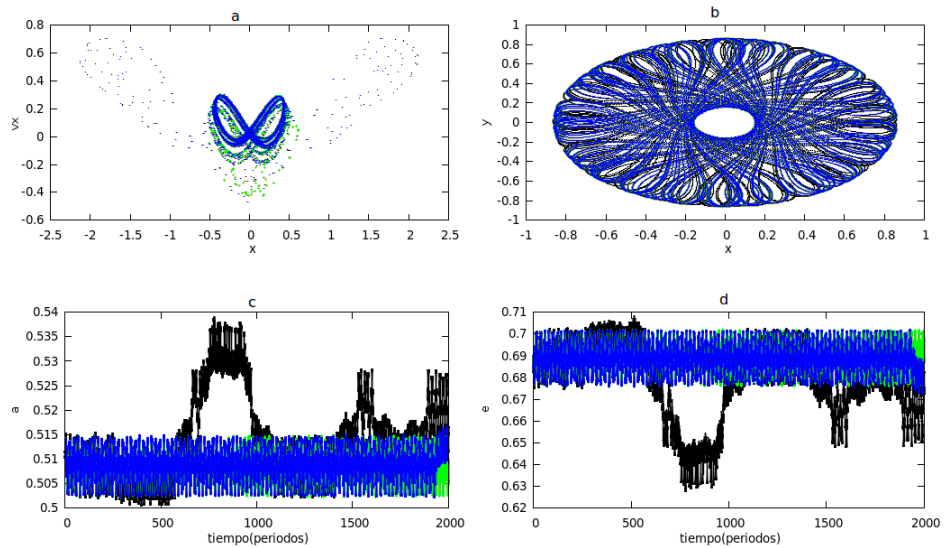 a
0.8
0.6
0.4
0.2
0
-0.2
-0.4
-0.6
vx
-2.5 -2 -1.5 -1 -0.5 0 0.5 1 1.5 2 2.5
x
b
1
0.8
0.6
0.4
0.2
0
-0.2
-0.4
-0.6
-0.8
-1
y
-1 -0.8 -0.6 -0.4 -0.2 0 0.2 0.4 0.6 0.8 1
x
c
0.54
0.535
0.53
0.525
0.52
0.515
0.51
0.505
0.5
a
0 500 1000 1500 2000
tiempo(periodos)
d
0.71
0.7
0.69
0.68
0.67
0.66
0.65
0.64
0.63
0.62
e
0 500 1000 1500 2000
tiempo(periodos)